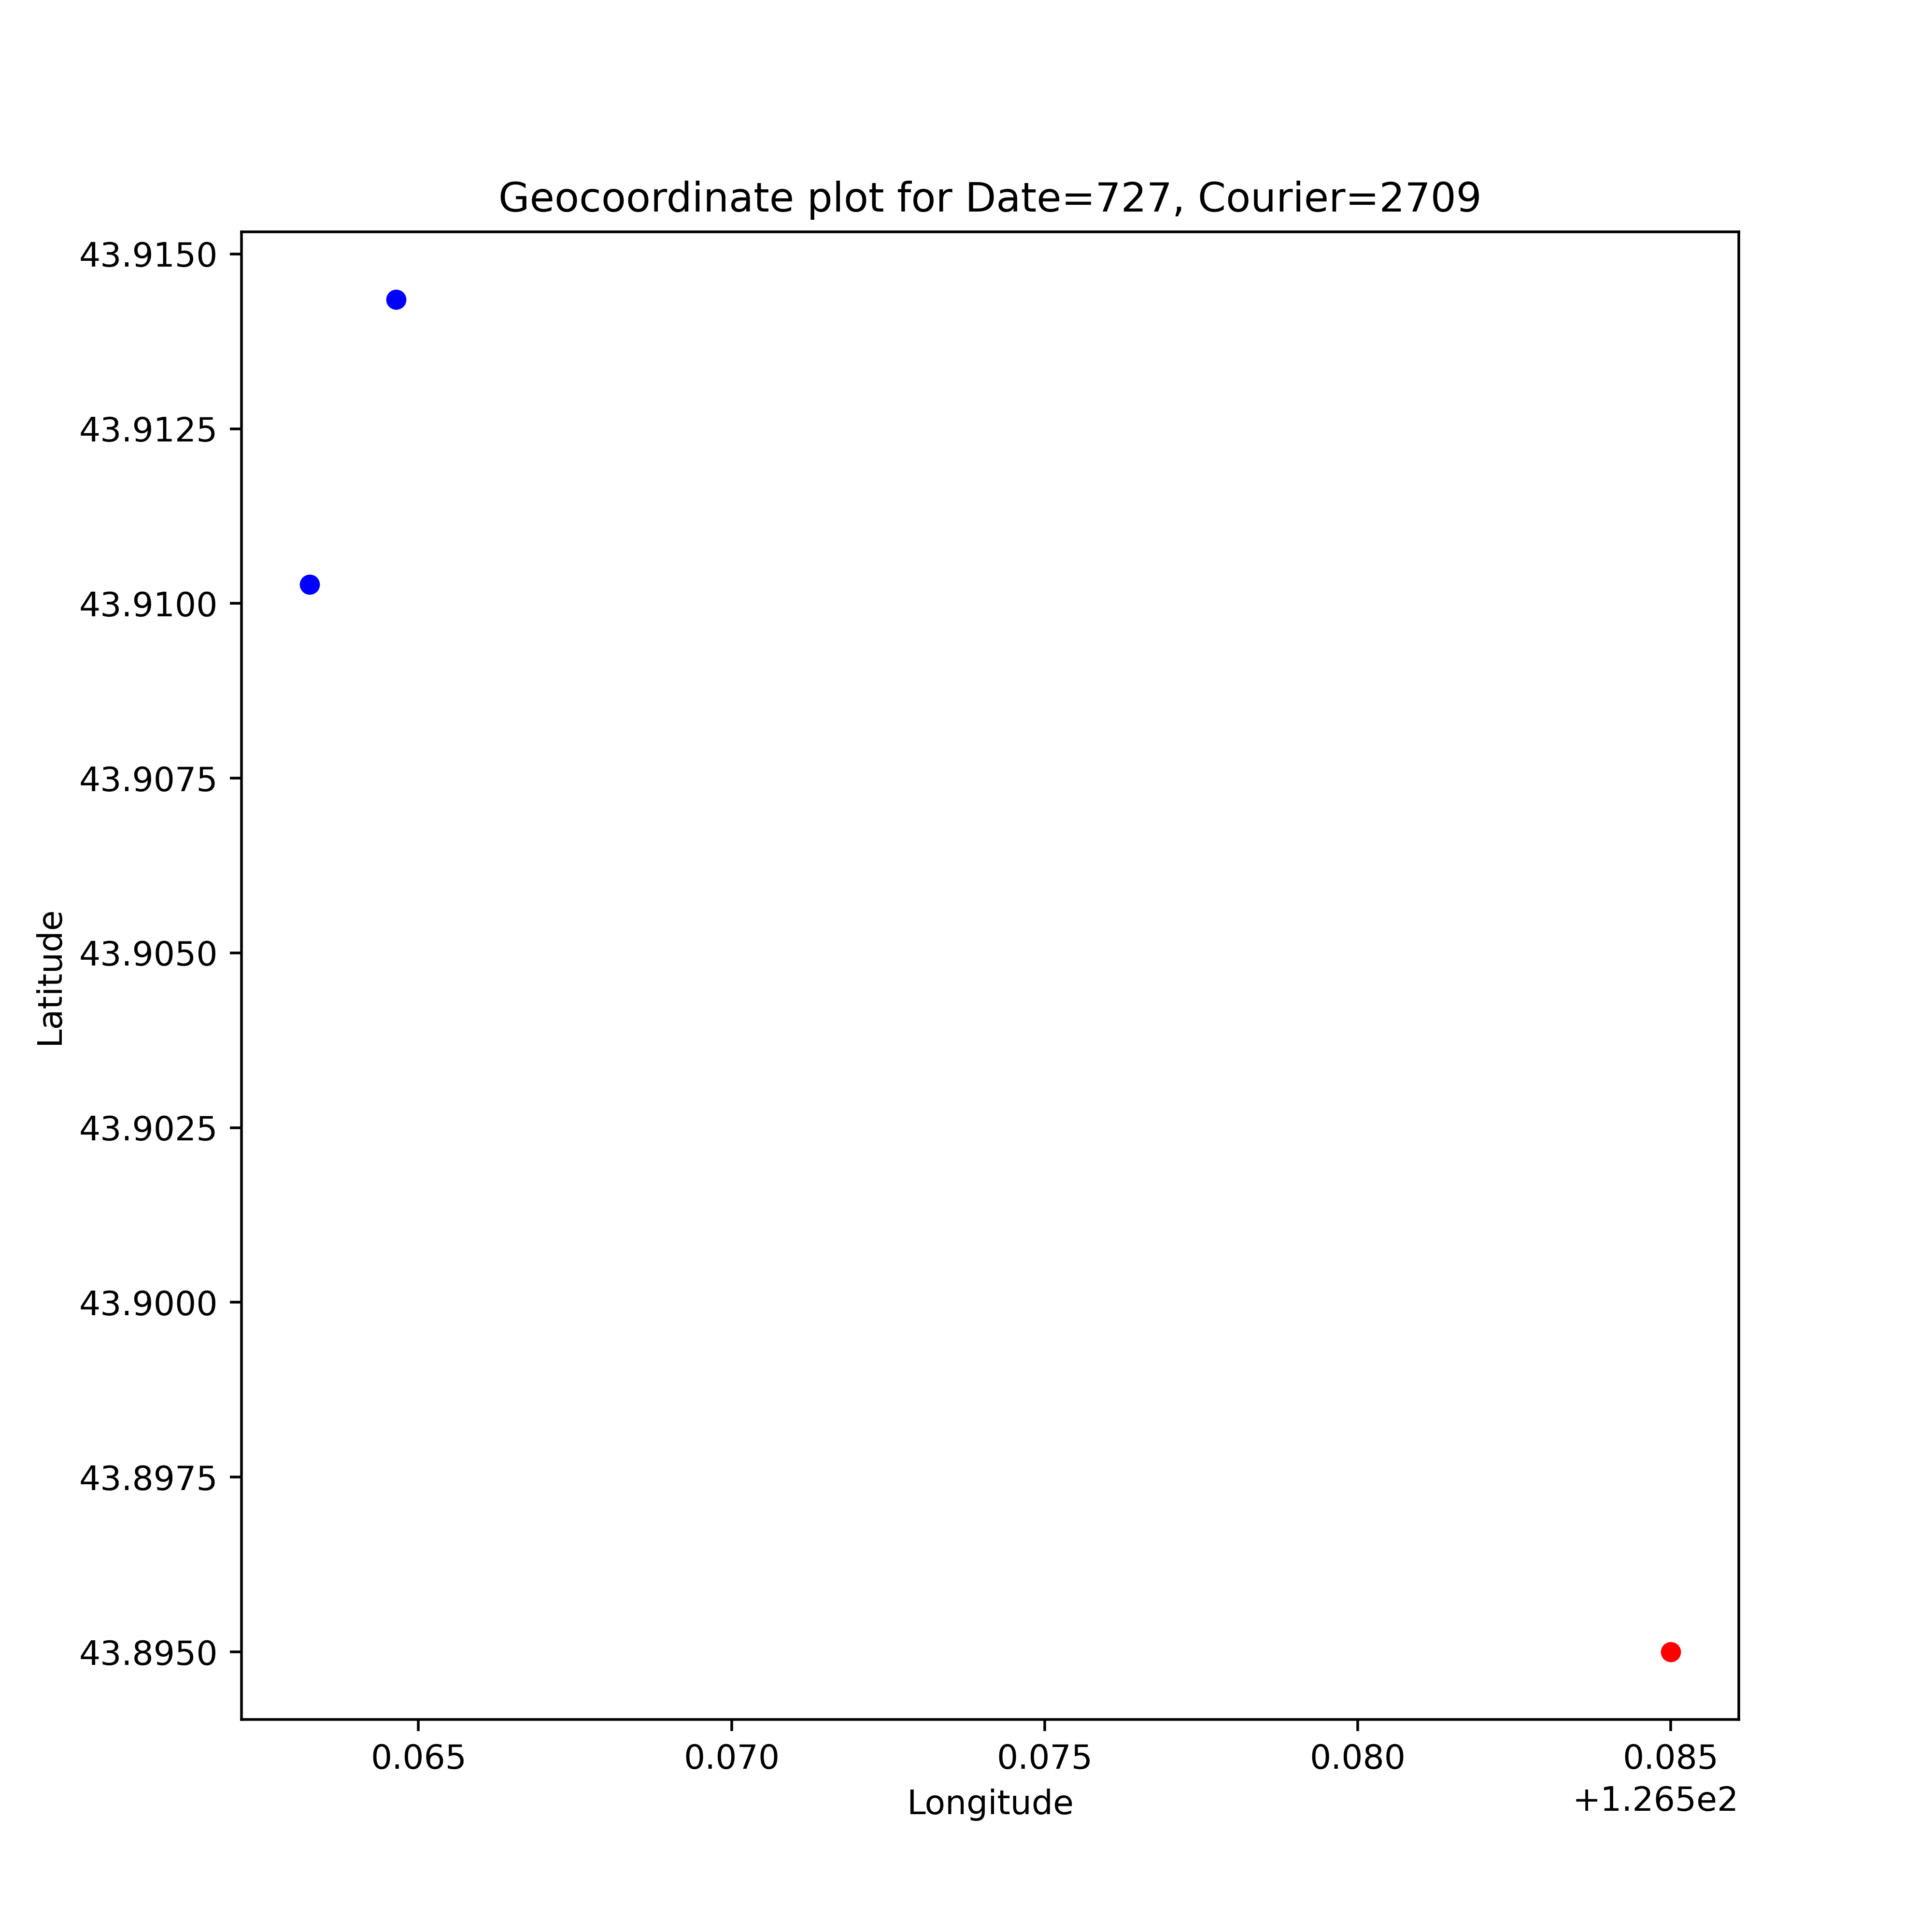 Geocoordinate plot for Date=727, Courier=2709
43.9150
43.9125
43.9100
43.9075
43.9050
43.9025
43.9000
43.8975
43.8950
Latitude
0.065 0.070 0.075 0.080 0.085
Longitude
+1.265e2